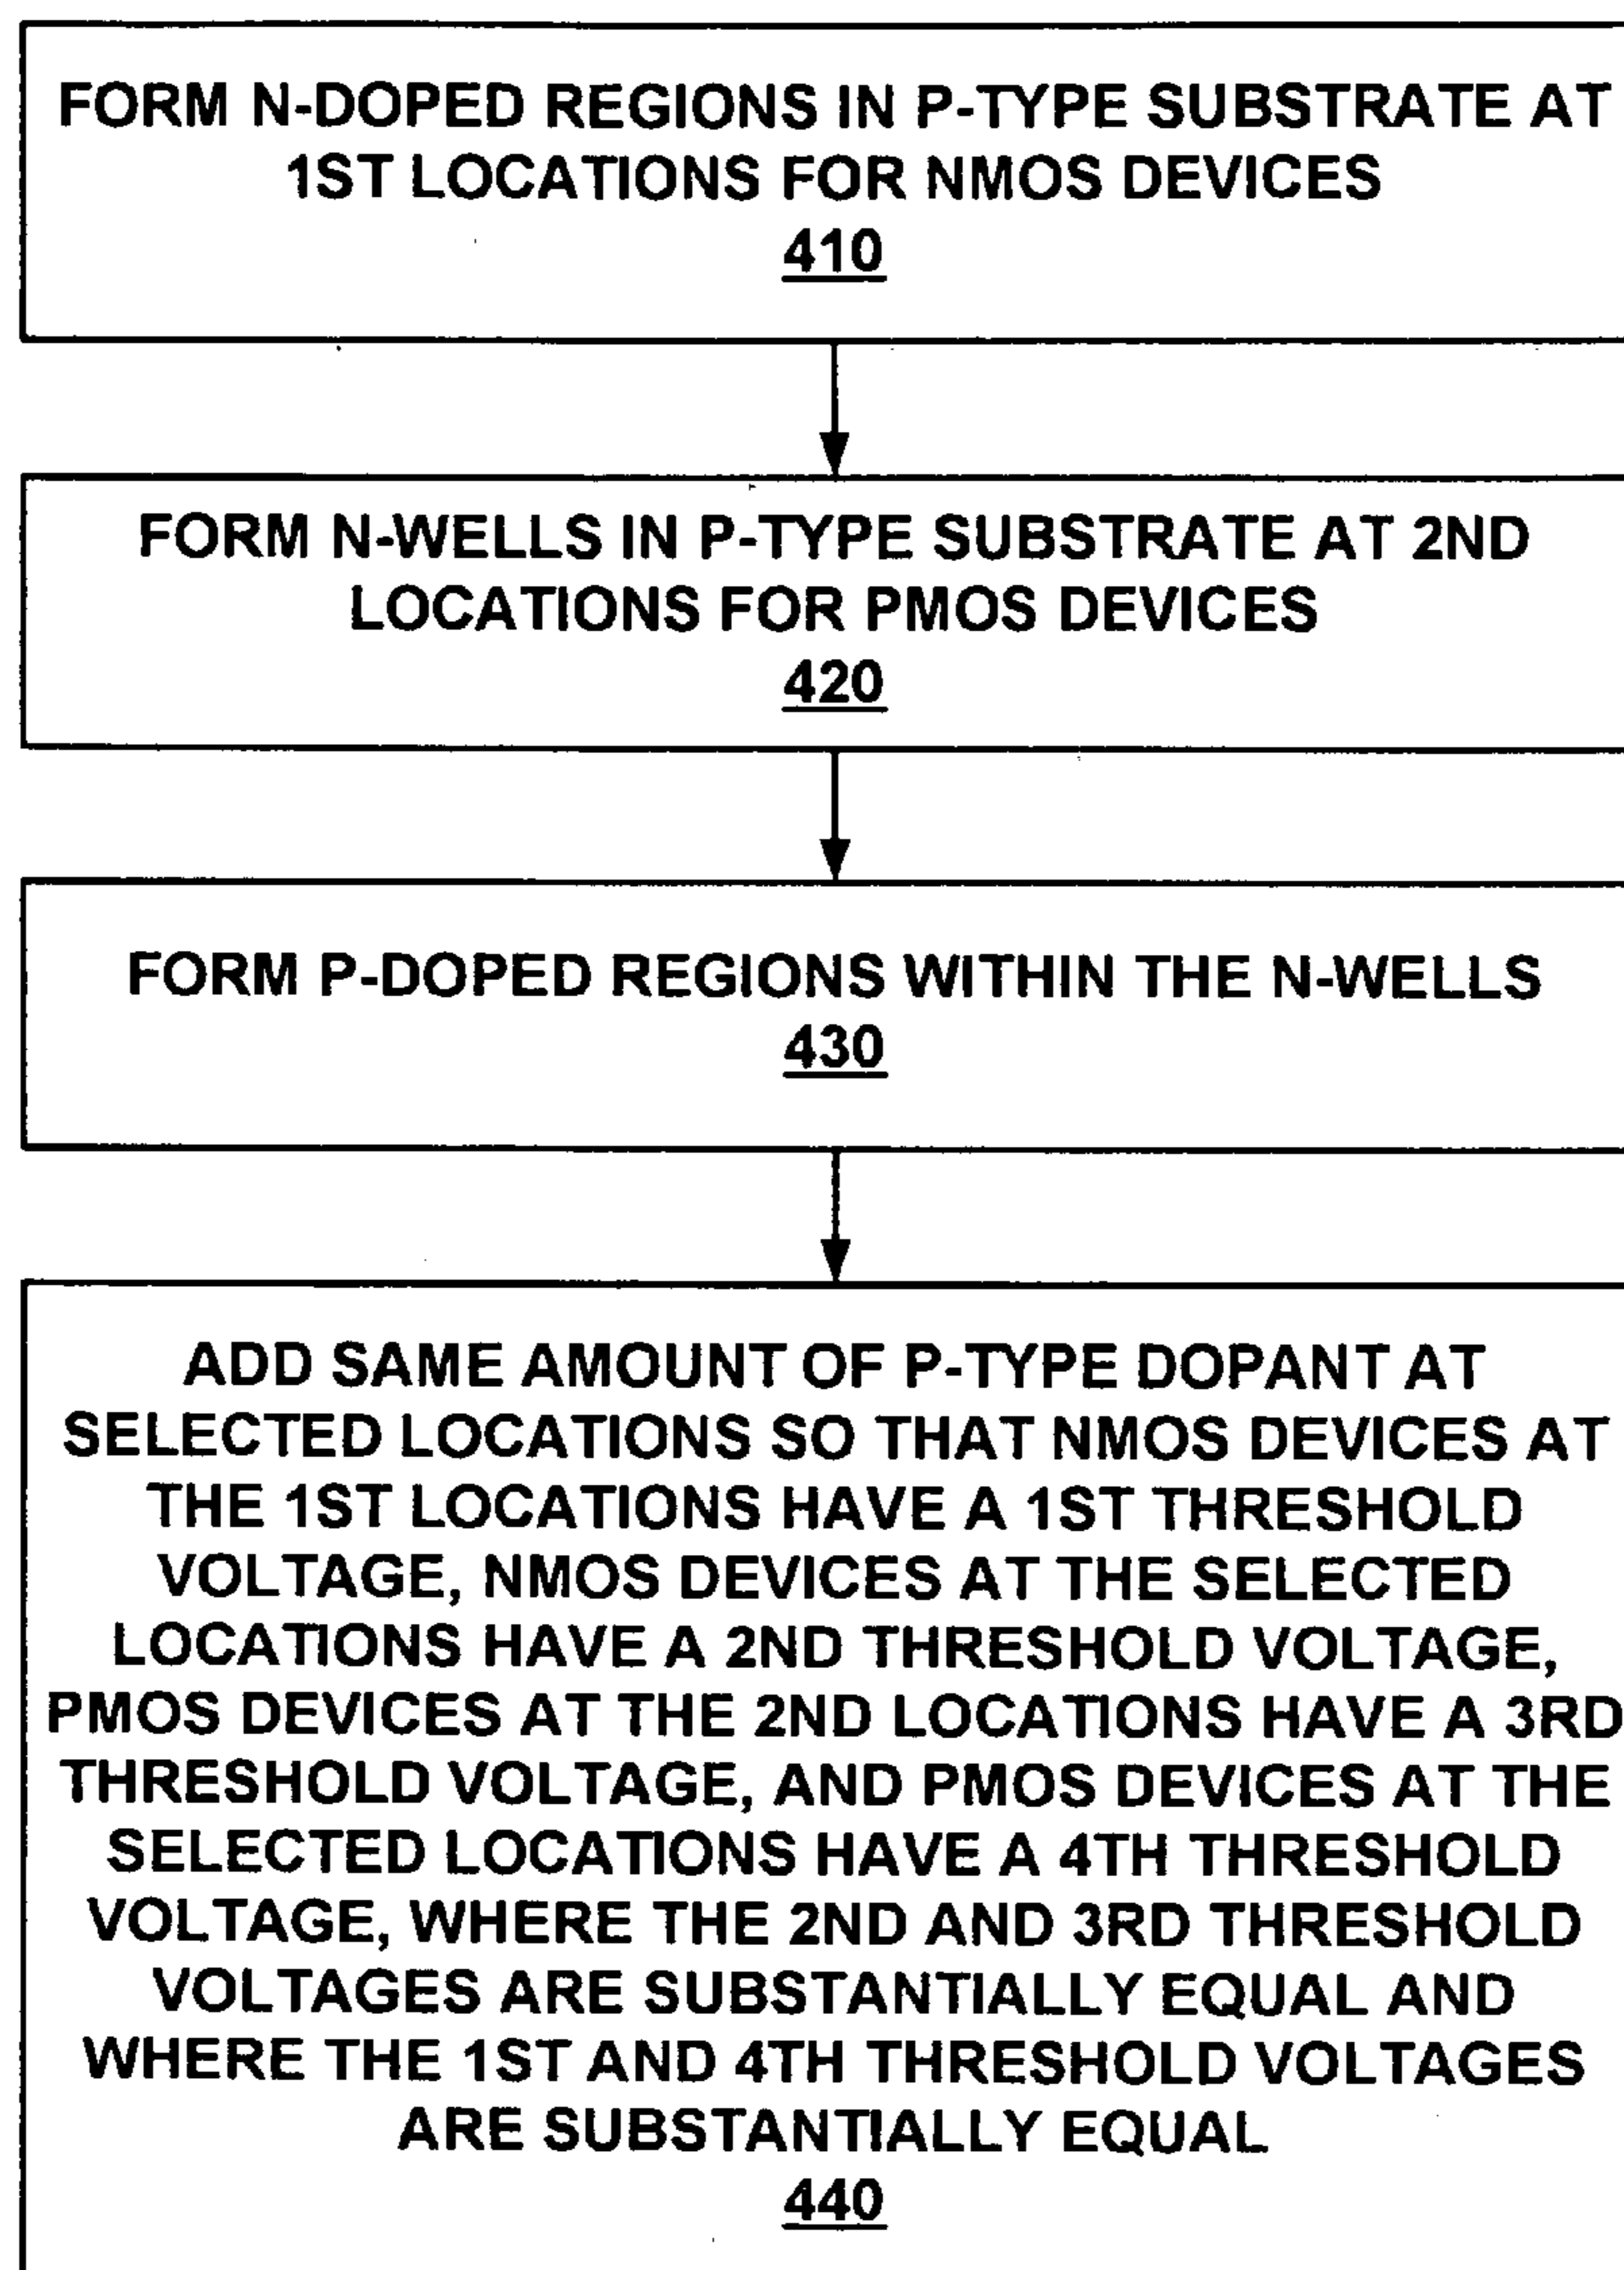 FORM N-DOPED REGIONS IN P-TYPE SUBSTRATE AT
1ST LOCATIONS FOR NMOS DEVICES
410
FORM N-WELLS IN P-TYPE SUBSTRATE AT 2ND
LOCATIONS FOR PMOS DEVICES
420
FORM P-DOPED REGIONS WITHIN THE N-WELLS
430
ADD SAME AMOUNT OF P-TYPE DOPANT AT
SELECTED LOCATIONS SO THAT NMOS DEVICES AT
THE 1ST LOCATIONS HAVE A 1ST THRESHOLD
VOLTAGE, NMOS DEVICES AT THE SELECTED
LOCATIONS HAVE A 2ND THRESHOLD VOLTAGE,
PMOS DEVICES AT THE 2ND LOCATIONS HAVE A 3RD
THRESHOLD VOLTAGE, AND PMOS DEVICES AT THE
SELECTED LOCATIONS HAVE A 4TH THRESHOLD
VOLTAGE, WHERE THE 2ND AND 3RD THRESHOLD
VOLTAGES ARE SUBSTANTIALLY EQUAL AND
WHERE THE 1ST AND 4TH THRESHOLD VOLTAGES
ARE SUBSTANTIALLY EQUAL
440